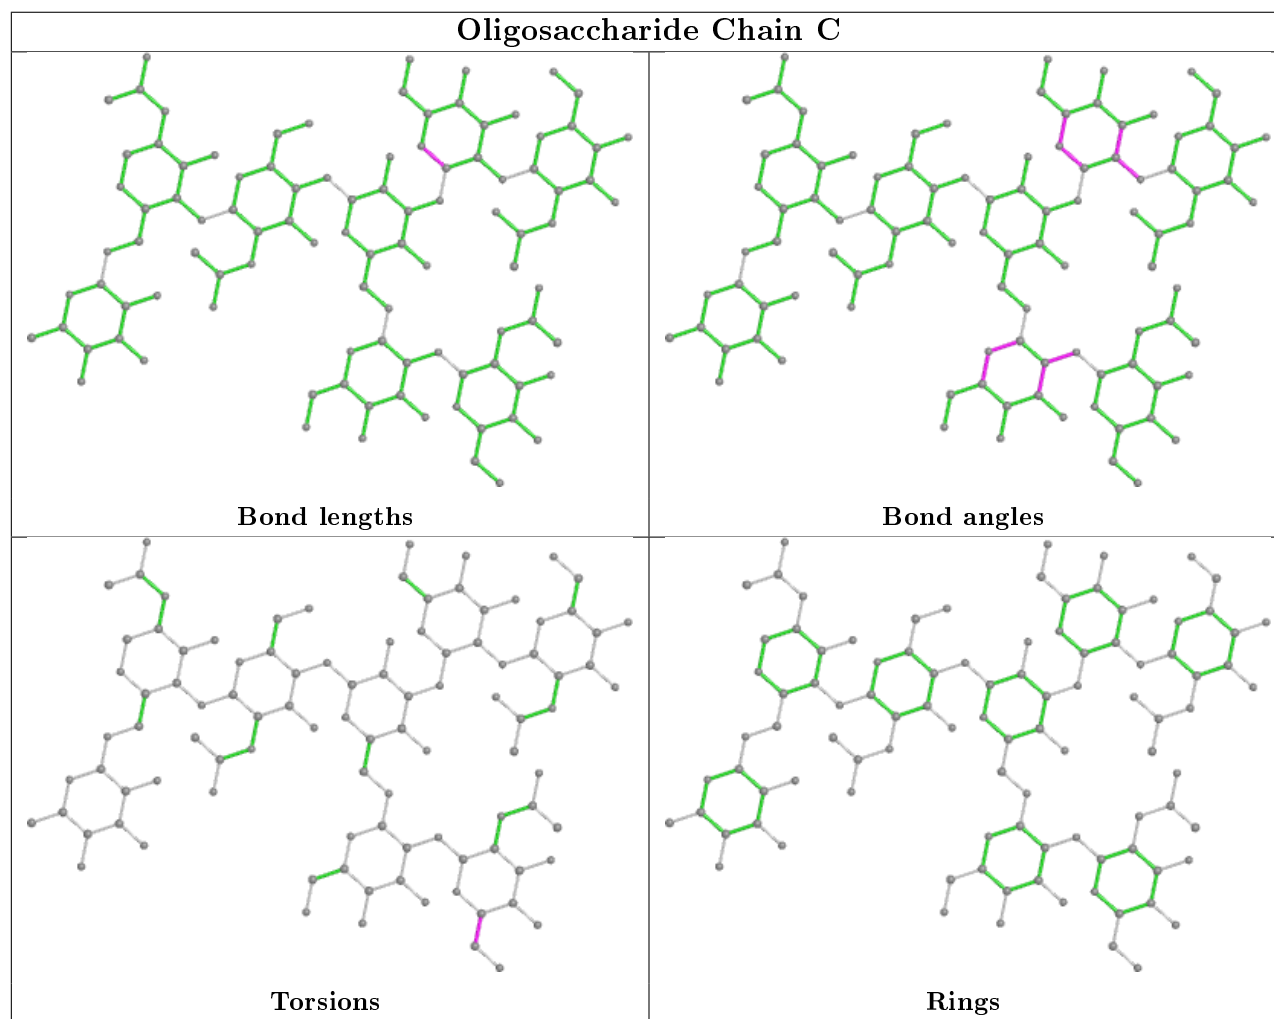 Oligosaccharide Chain C
Bond lengths
Bond angles
Torsions
Rings